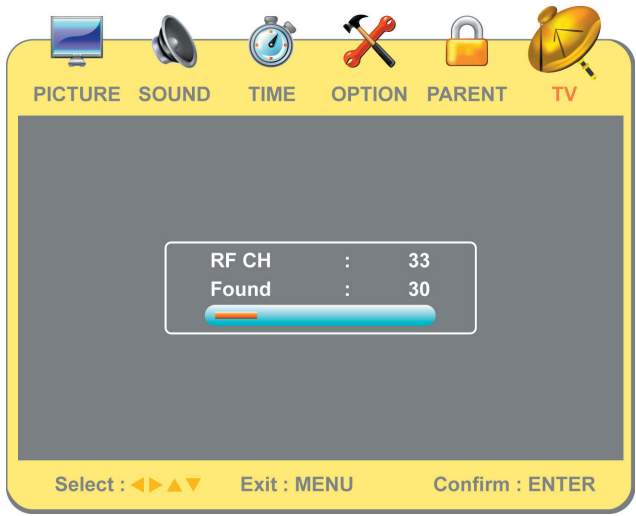 PICTURE SOUND TIME OPTION PARENT TV
RF CH : 33
Found : 30
Select : ◀▶▲▼ Exit : MENU Confirm : ENTER